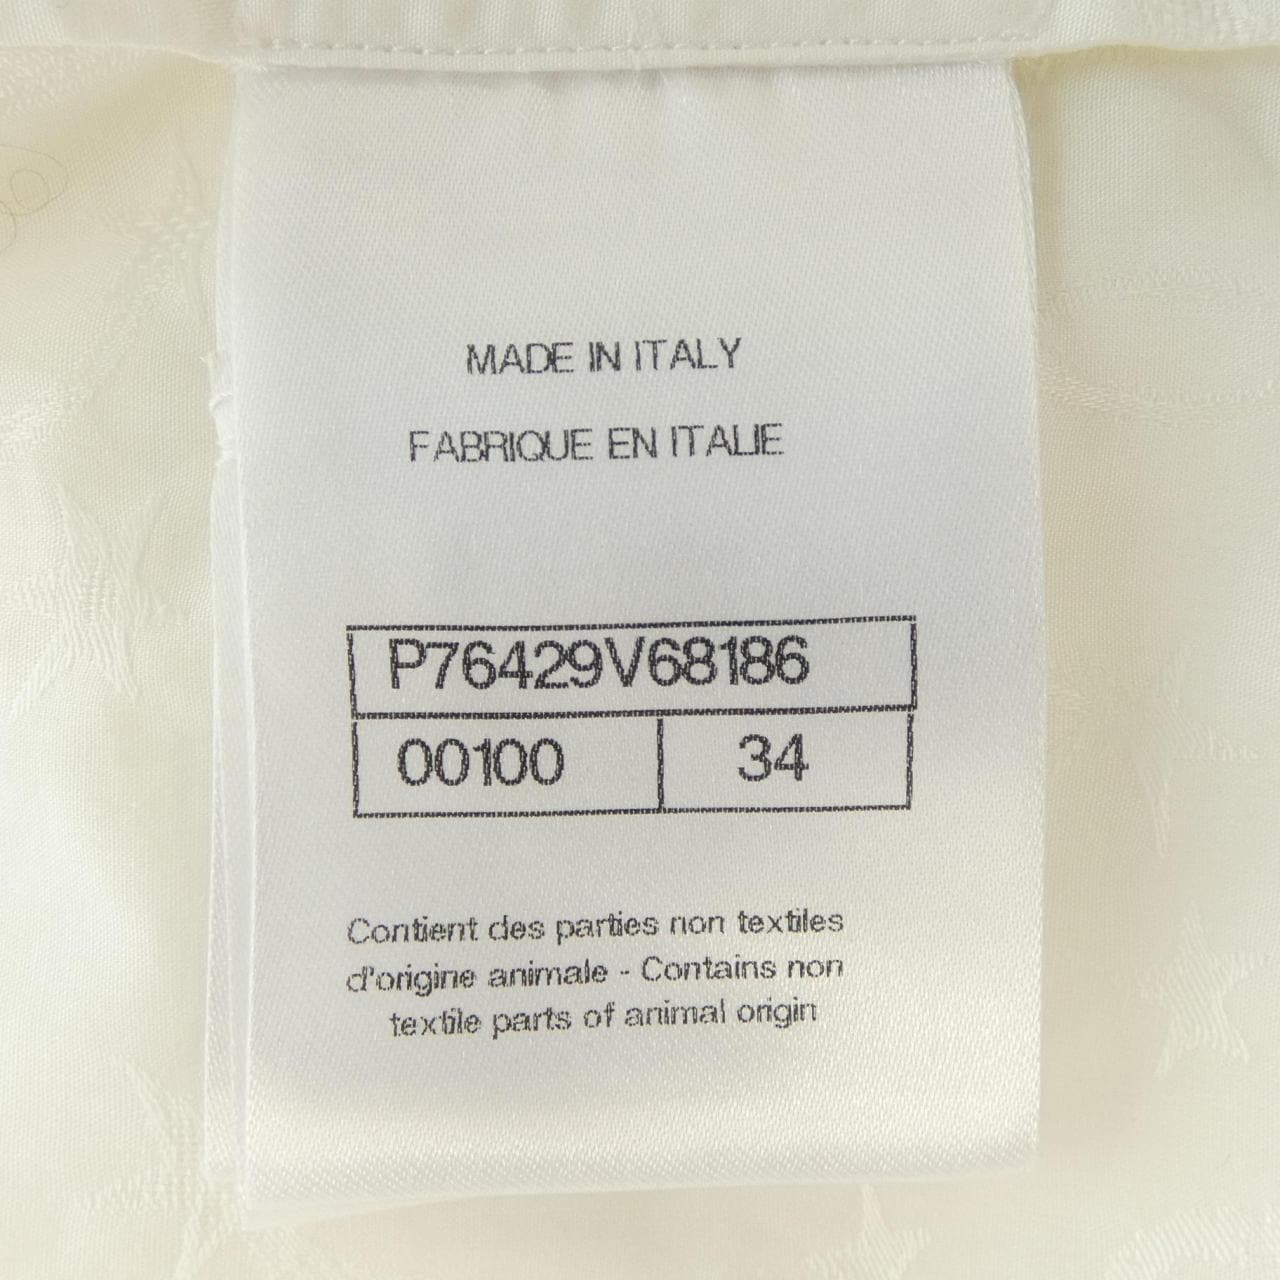 MADE IN ITALY
FABRIQUE EN ITALIE
P76429V68186
00100 34
Contient des parties non textiles
d'origine animale - Contains non
textile parts of animal origin